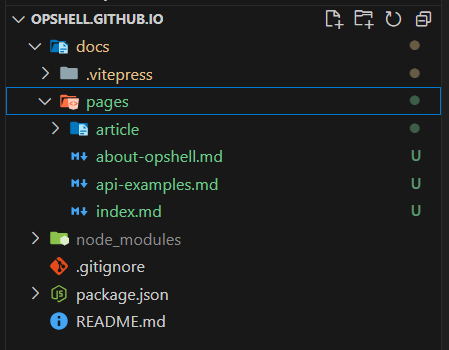 OPSHELL.GITHUB.IO
docs
.vitepress
pages
article
about-opshell.md U
api-examples.md U
index.md U
node_modules
.gitignore
package.json
README.md